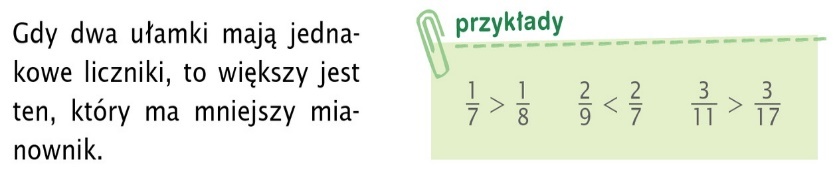 Gdy dwa ułamki mają jedna-
kowe liczniki, to większy jest
ten, który ma mniejszy mia-
nownik.
przykłady
1/7 > 1/8 2/9 < 2/7 3/11 > 3/17